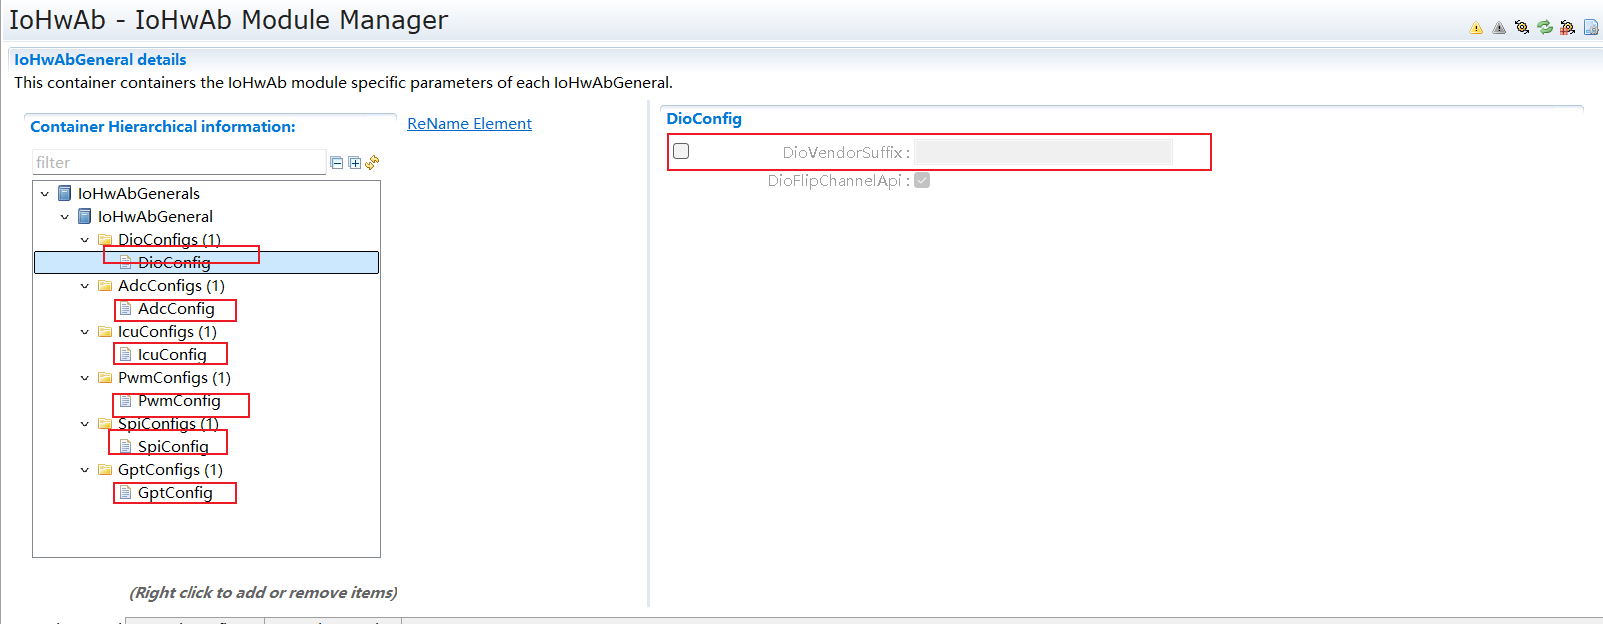 IoHwAb - IoHwAb Module Manager
IoHwAbGeneral details
This container containers the IoHwAb module specific parameters of each IoHwAbGeneral.
Container Hierarchical information:
ReName Element
filter
IoHwAbGenerals
IoHwAbGeneral
DioConfigs (1)
DioConfig
AdcConfigs (1)
AdcConfig
IcuConfigs (1)
IcuConfig
PwmConfigs (1)
PwmConfig
SpiConfigs (1)
SpiConfig
GptConfigs (1)
GptConfig
(Right click to add or remove items)
DioConfig
DioVendorSuffix :
DioFlipChannelApi :